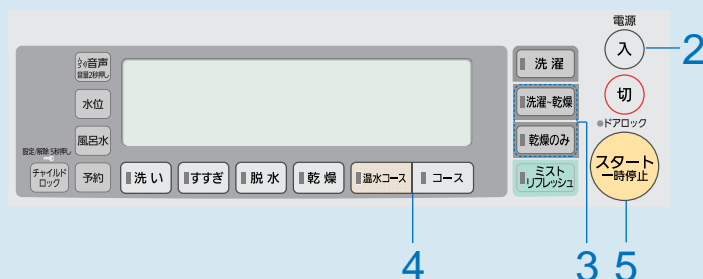 電源
入
2
音声
音量2秒押し
洗濯
水位
洗濯~乾燥
切
風呂水
乾燥のみ
●ドアロック
設定/解除 5秒押し
チャイルド
ロック
予約
洗い
すすぎ
脱水
乾燥
温水コース
コース
ミスト
リフレッシュ
スタート
一時停止
4
3
5